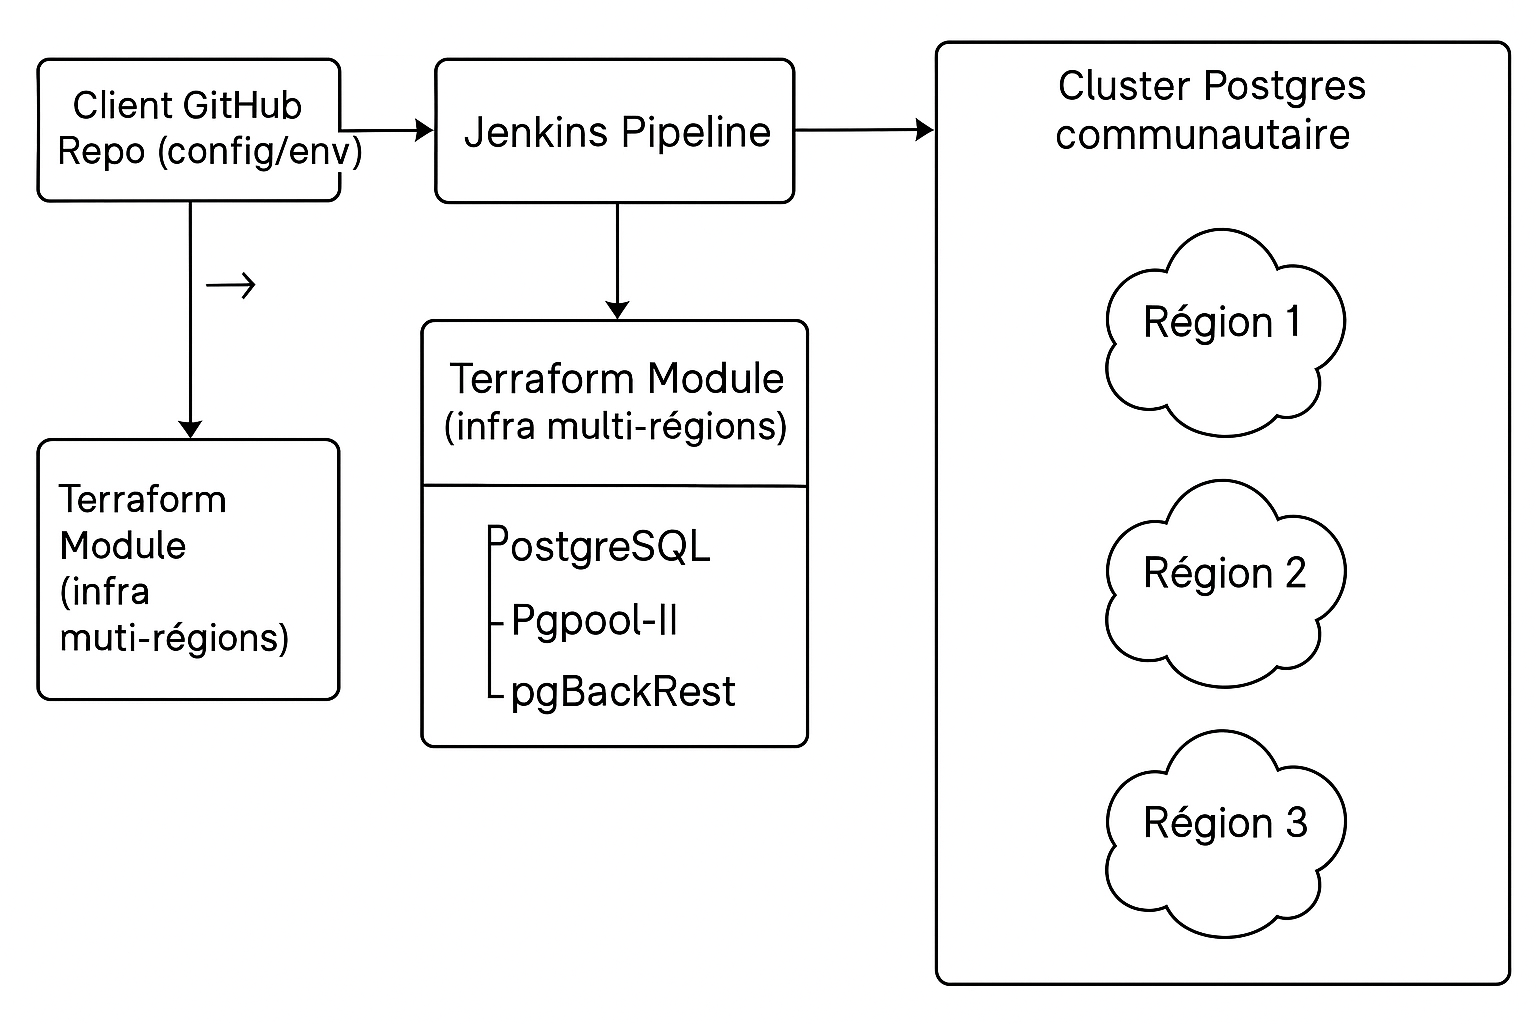 Client GitHub
Repo (config/env)
Jenkins Pipeline
Cluster Postgres
communautaire
Terraform
Module
(infra
muti-régions)
Terraform Module
(infra multi-régions)
PostgreSQL
Pgpool-II
pgBackRest
Région 1
Région 2
Région 3